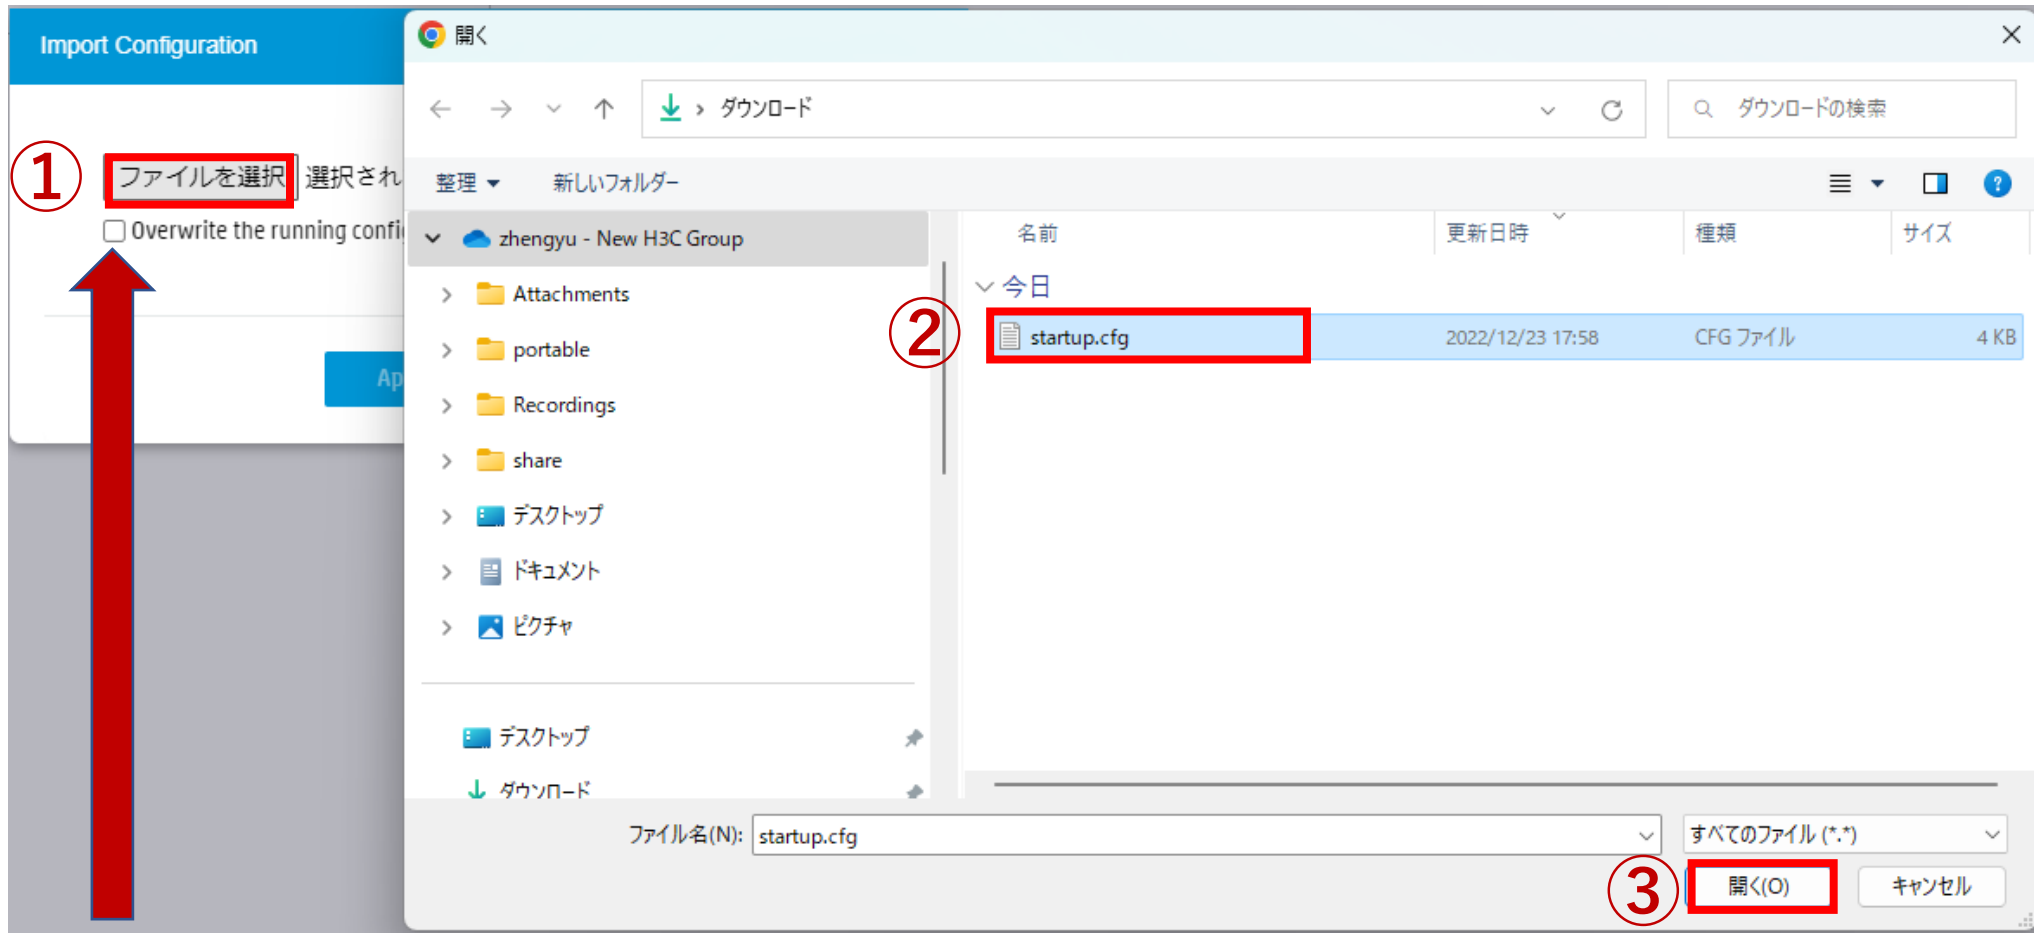 Import Configuration
①
ファイルを選択 選択され
Overwrite the running confi
Ap
開く
ダウンロード
ダウンロードの検索
整理
新しいフォルダー
zhengyu - New H3C Group
Attachments
portable
Recordings
share
デスクトップ
ドキュメント
ピクチャ
デスクトップ
ダウンロード
名前 更新日時 種類 サイズ
今日
②
startup.cfg 2022/12/23 17:58 CFG ファイル 4 KB
ファイル名(N): startup.cfg すべてのファイル (*.*)
③
開く(O) キャンセル